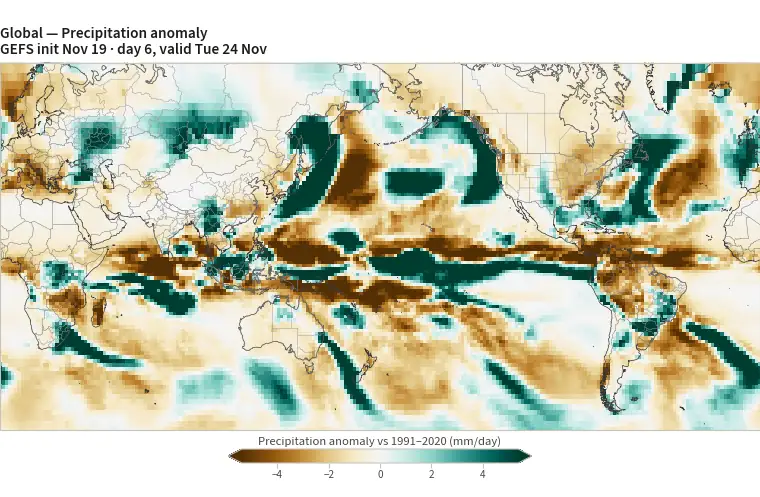 Global — Precipitation anomaly
GEFS init Nov 19 · day 6, valid Tue 24 Nov
Precipitation anomaly vs 1991–2020 (mm/day)
−4 −2 0 2 4